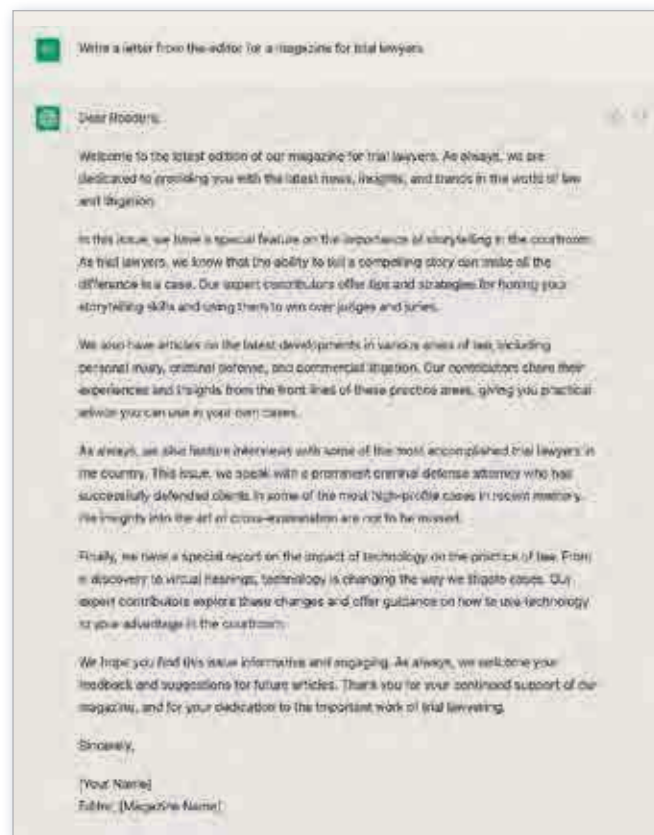 Write a letter from the editor for a magazine for trial lawyers
Dear Readers,
Welcome to the latest edition of our magazine for trial lawyers. As always, we are
dedicated to providing you with the latest news, insights, and trends in the world of law
and litigation.
In this issue, we have a special feature on the importance of storytelling in the courtroom.
As trial lawyers, we know that the ability to tell a compelling story can make all the
difference in a case. Our expert contributors offer tips and strategies for honing your
storytelling skills and using them to win over judges and juries.
We also have articles on the latest developments in various areas of law, including
personal injury, criminal defense, and commercial litigation. Our contributors share their
experiences and insights from the front lines of these practice areas, giving you practical
advice you can use in your own cases.
As always, we also feature interviews with some of the most accomplished trial lawyers in
the country. This issue, we speak with a prominent criminal defense attorney who has
successfully defended clients in some of the most high-profile cases in recent memory.
His insights into the art of cross-examination are not to be missed.
Finally, we have a special report on the impact of technology on the practice of law. From
e-discovery to virtual hearings, technology is changing the way we litigate cases. Our
expert contributors explore these changes and offer guidance on how to use technology
to your advantage in the courtroom.
We hope you find this issue informative and engaging. As always, we welcome your
feedback and suggestions for future articles. Thank you for your continued support of our
magazine, and for your dedication to the important work of trial lawyering.
Sincerely,
[Your Name]
Editor, [Magazine Name]